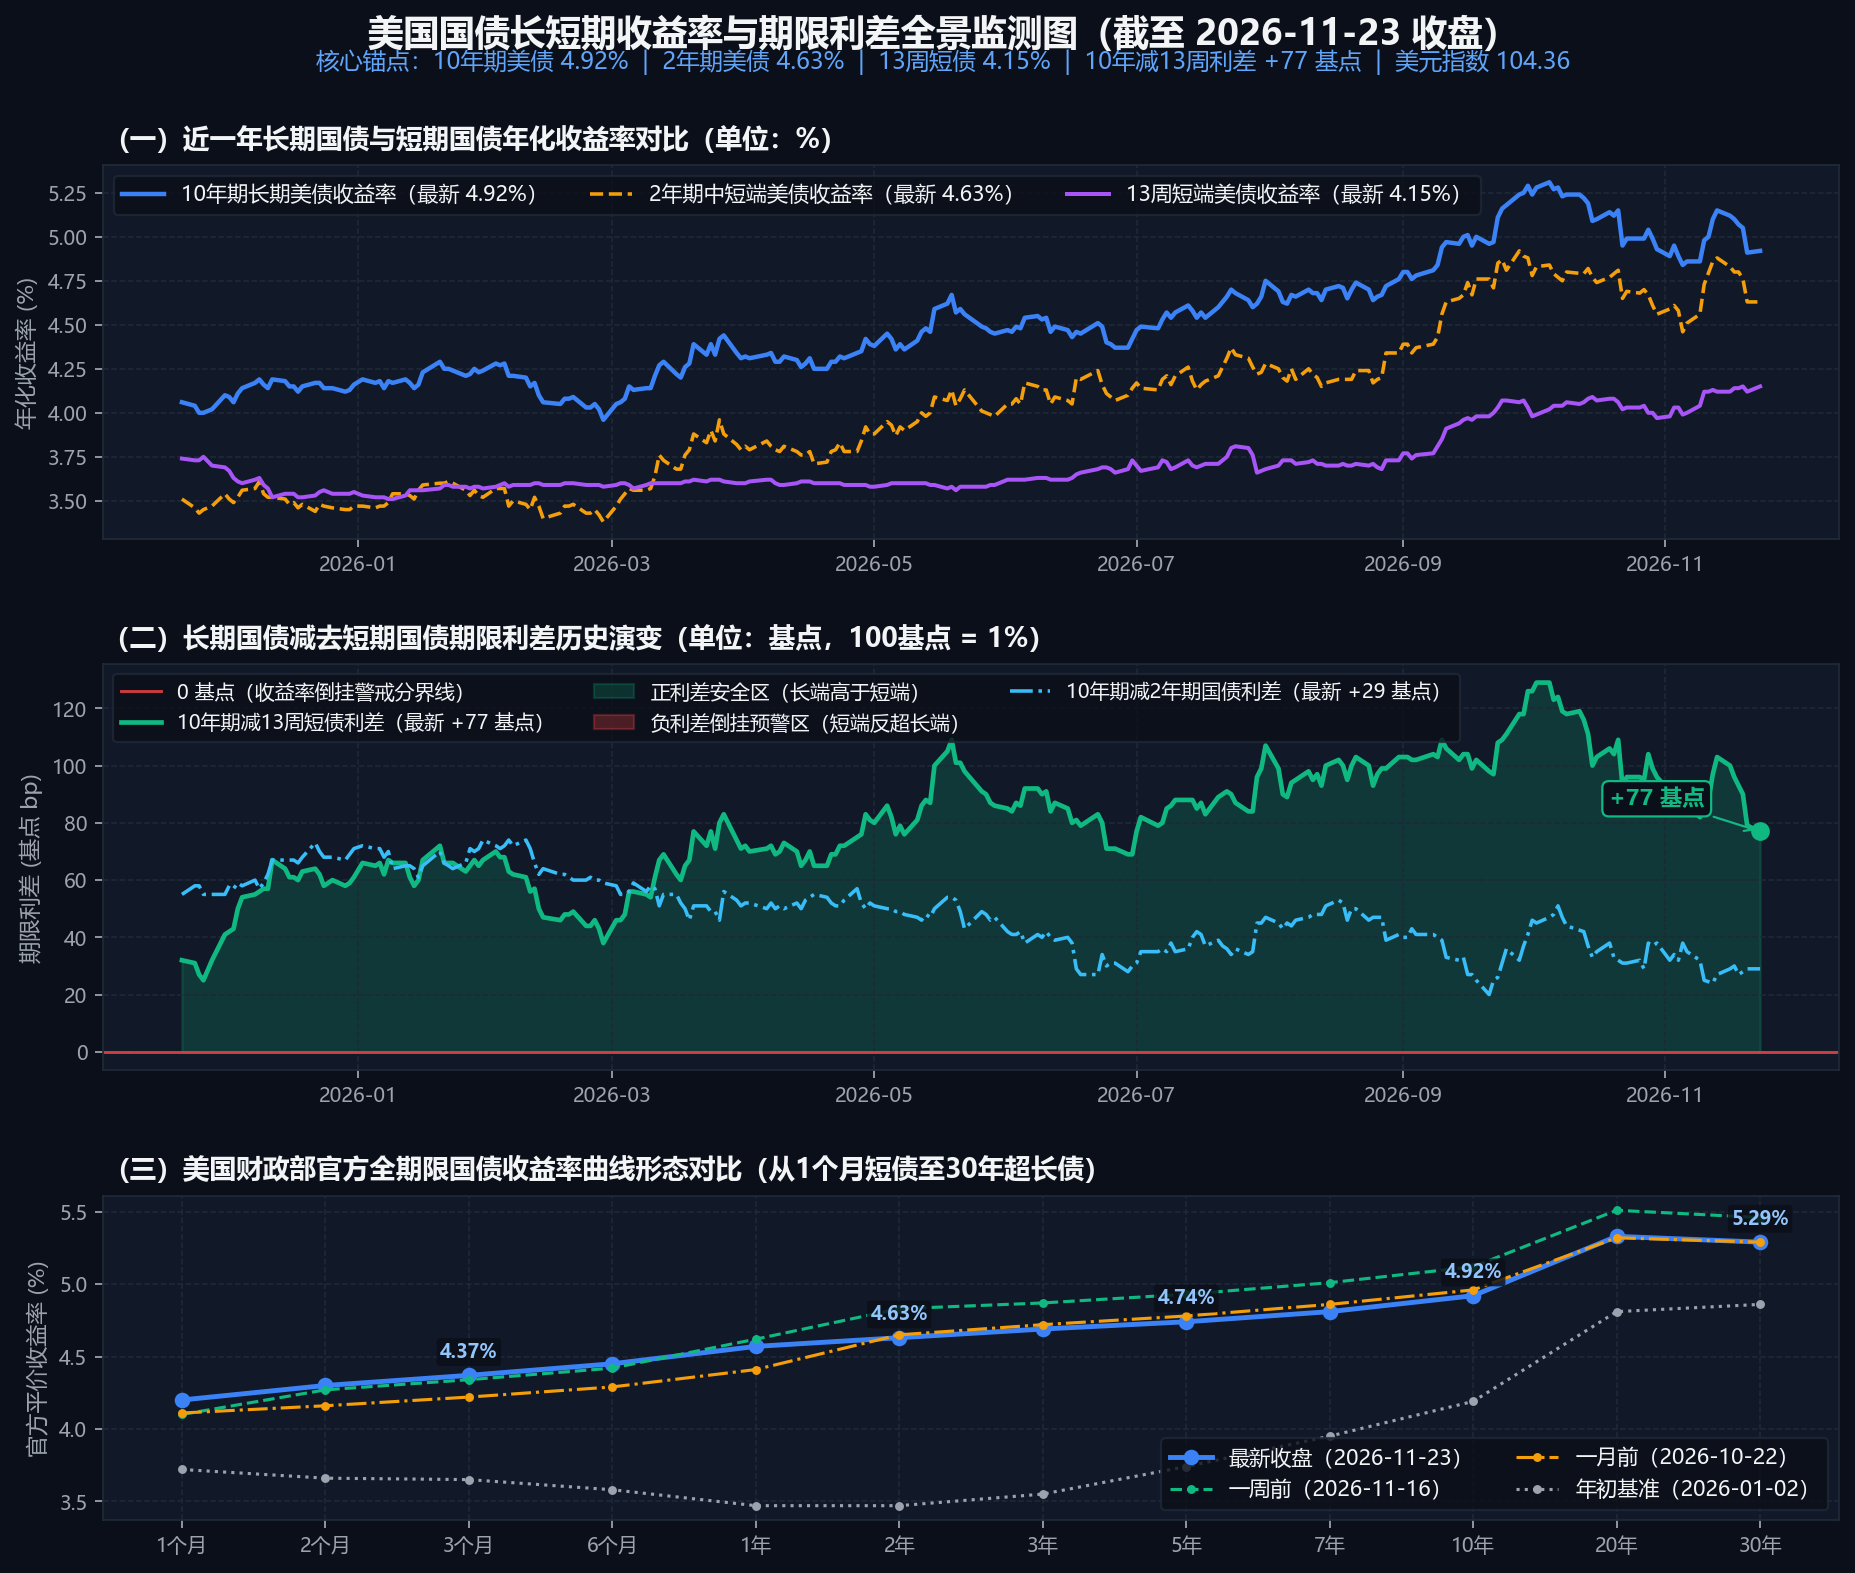 美国国债长短期收益率与期限利差全景监测图（截至 2026-11-23 收盘）
核心锚点：10年期美债 4.92% | 2年期美债 4.63% | 13周短债 4.15% | 10年减13周利差 +77 基点 | 美元指数 104.36
（一）近一年长期国债与短期国债年化收益率对比（单位：%）
10年期长期美债收益率（最新 4.92%） 2年期中短端美债收益率（最新 4.63%） 13周短端美债收益率（最新 4.15%）
年化收益率 (%)
5.25
5.00
4.75
4.50
4.25
4.00
3.75
3.50
2026-01 2026-03 2026-05 2026-07 2026-09 2026-11
（二）长期国债减去短期国债期限利差历史演变（单位：基点，100基点 = 1%）
0 基点（收益率倒挂警戒分界线） 正利差安全区（长端高于短端） 10年期减2年期国债利差（最新 +29 基点）
10年期减13周短债利差（最新 +77 基点） 负利差倒挂预警区（短端反超长端）
+77 基点
期限利差 (基点 bp)
120
100
80
60
40
20
0
2026-01 2026-03 2026-05 2026-07 2026-09 2026-11
（三）美国财政部官方全期限国债收益率曲线形态对比（从1个月短债至30年超长债）
官方平价收益率 (%)
5.5
5.0
4.5
4.0
3.5
4.37% 4.63% 4.74% 4.92% 5.29%
最新收盘（2026-11-23） 一月前（2026-10-22）
一周前（2026-11-16） 年初基准（2026-01-02）
1个月 2个月 3个月 6个月 1年 2年 3年 5年 7年 10年 20年 30年